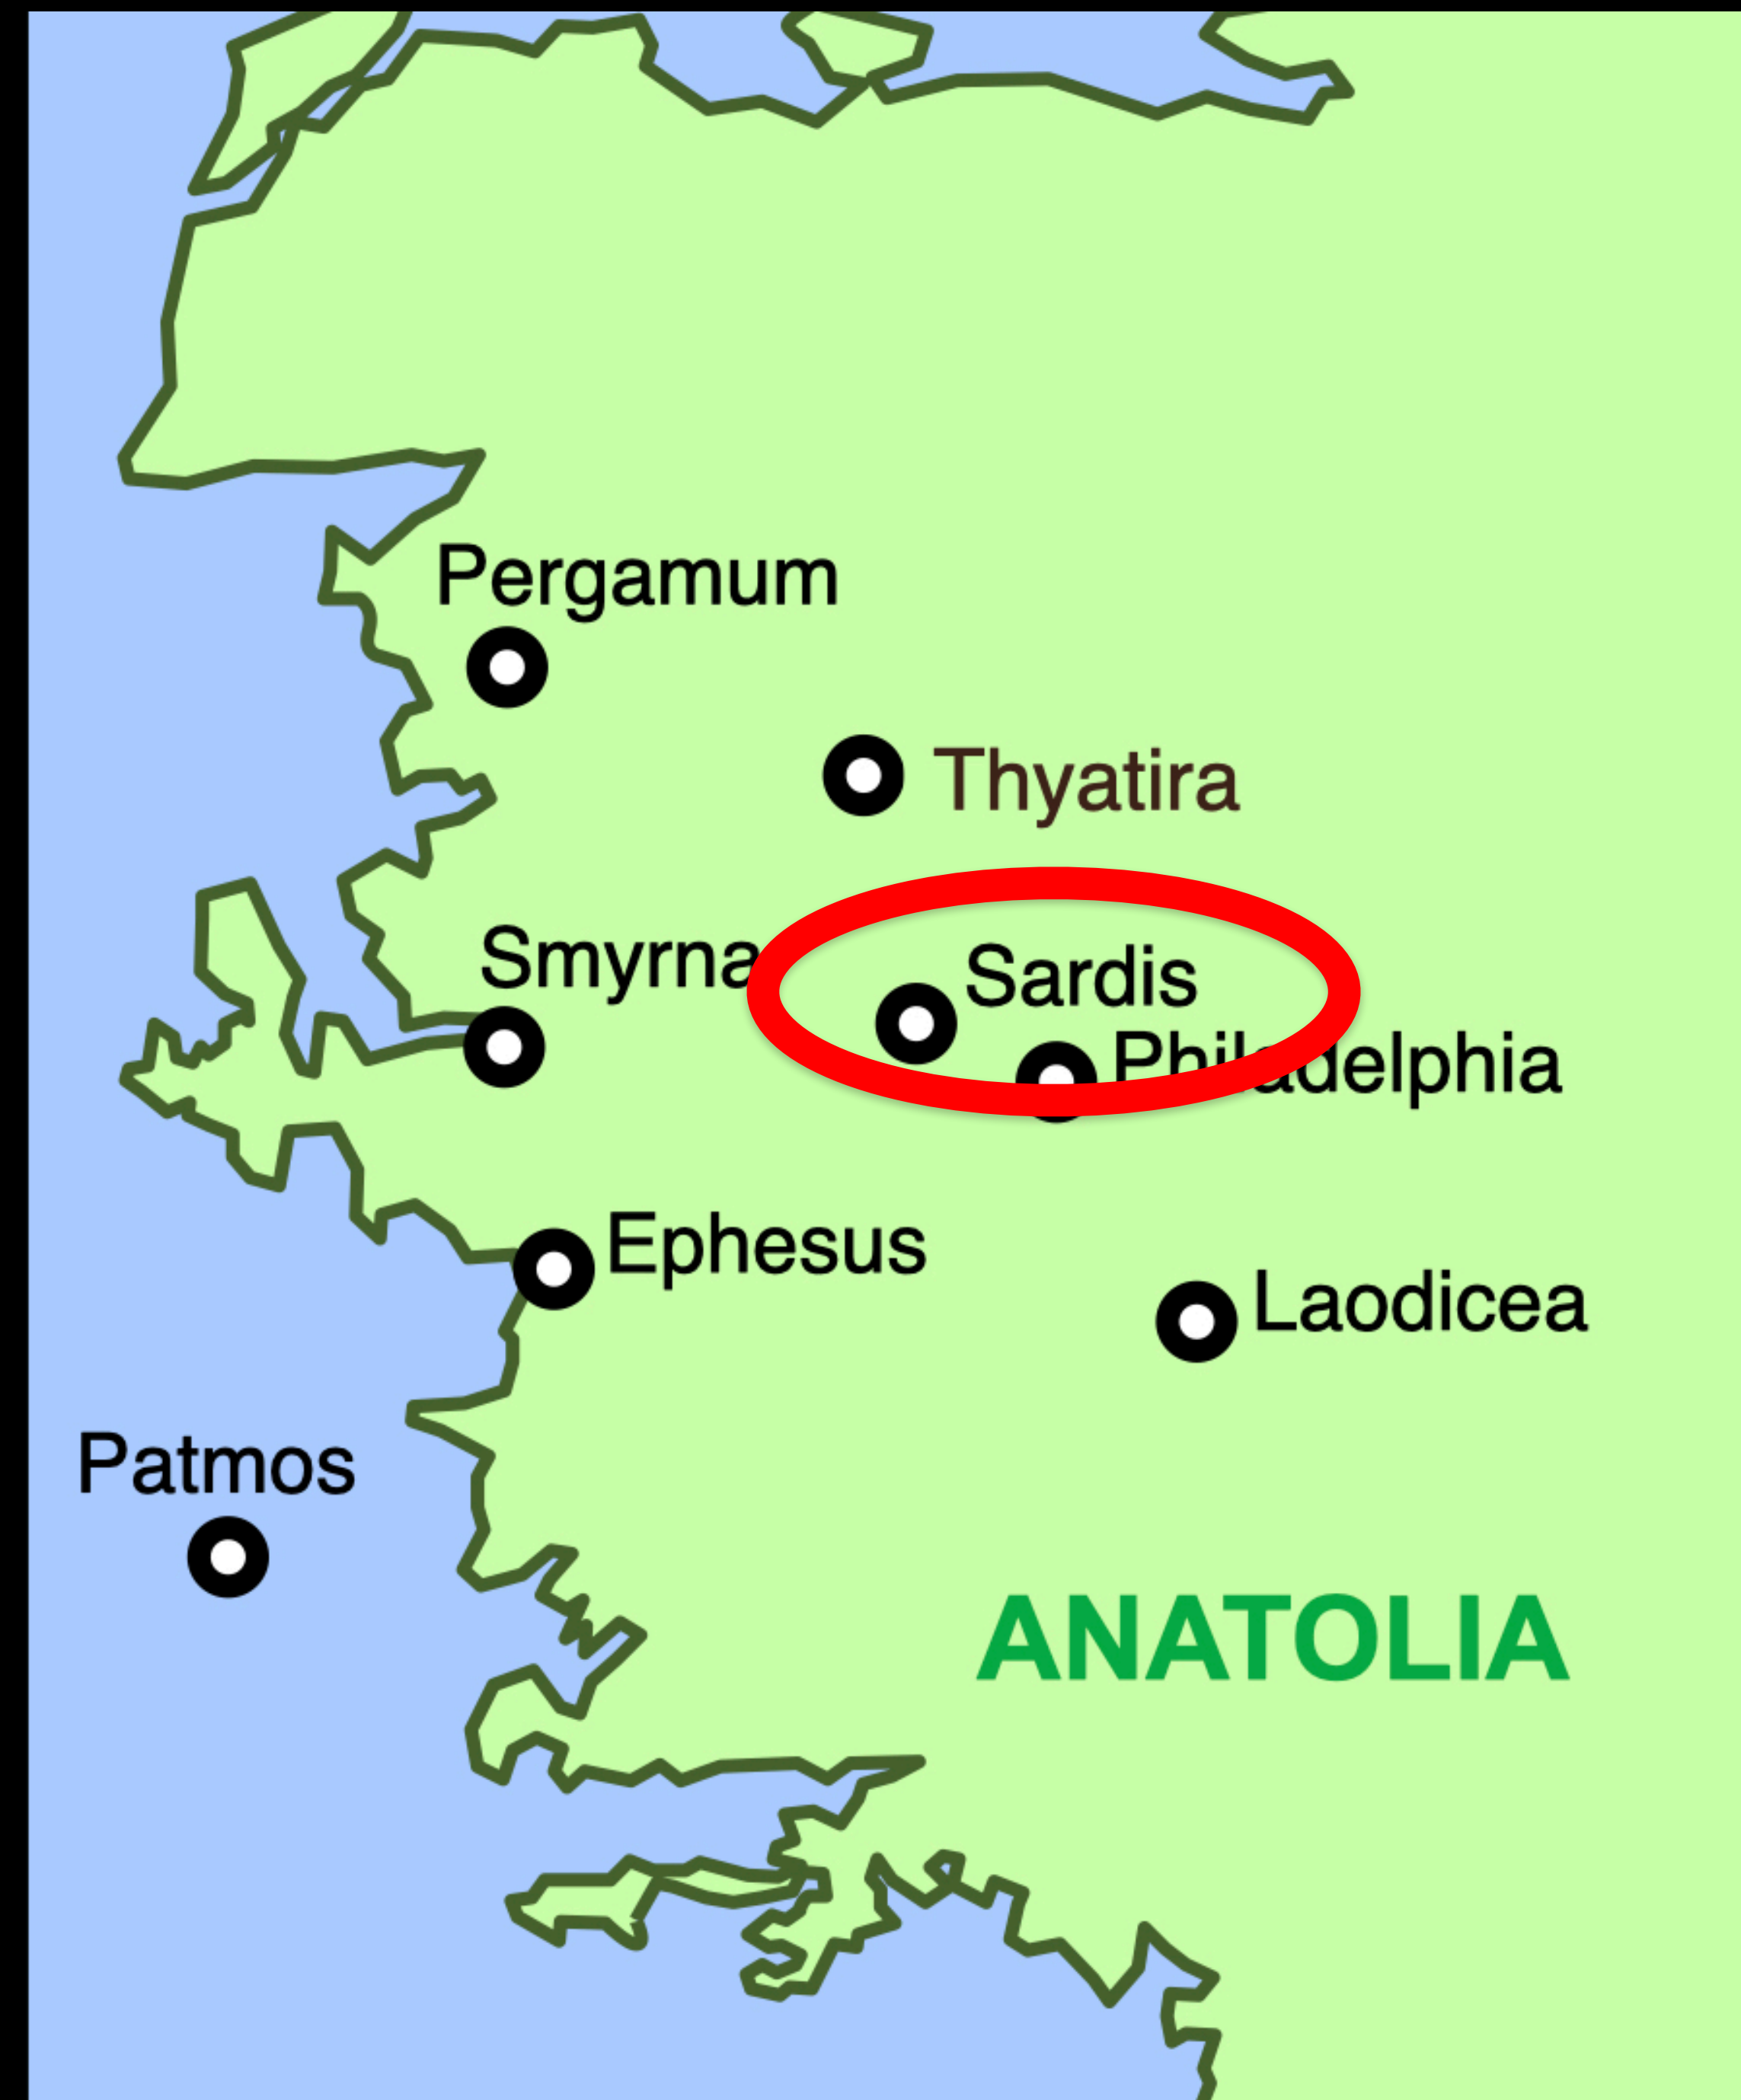 Pergamum
Thyatira
Smyrna
Sardis
Philadelphia
Ephesus
Laodicea
Patmos
ANATOLIA